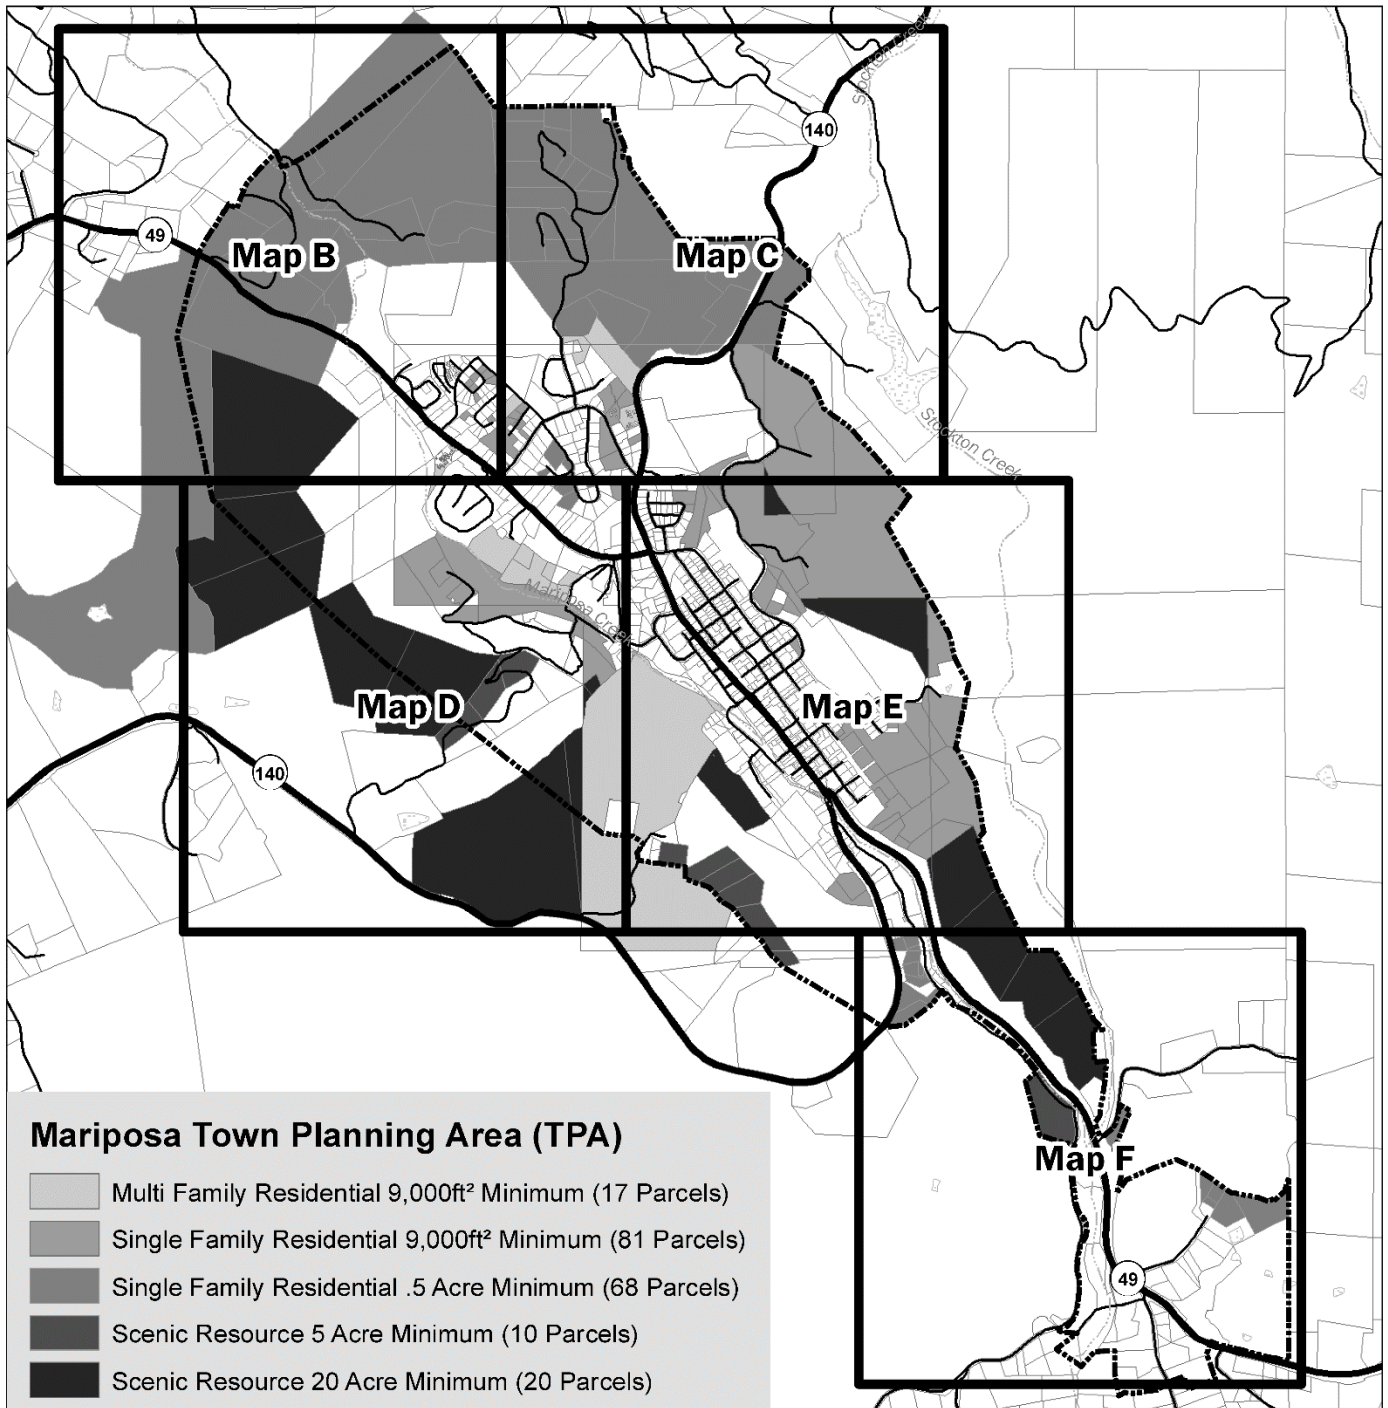 Stockton Creek
140
49
Map B
Map C
Stockton Creek
Mariposa Creek
Map D
Map E
140
Map F
49
Mariposa Town Planning Area (TPA)
Multi Family Residential 9,000ft² Minimum (17 Parcels)
Single Family Residential 9,000ft² Minimum (81 Parcels)
Single Family Residential .5 Acre Minimum (68 Parcels)
Scenic Resource 5 Acre Minimum (10 Parcels)
Scenic Resource 20 Acre Minimum (20 Parcels)